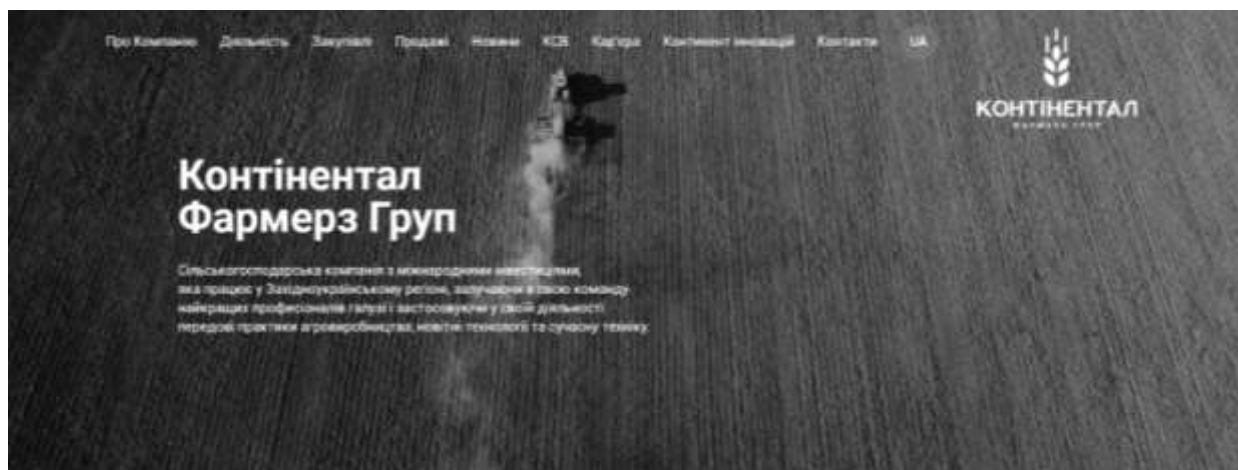 Про Компанію Діяльність Закупівлі Продажі Новини КСВ Кар'єра Континент інновацій Контакти UA
КОНТІНЕНТАЛ
ФАРМЕРЗ ГРУП
Контінентал
Фармерз Груп
Сільськогосподарська компанія з міжнародними інвестиціями,
яка працює у Західноукраїнському регіоні, залучаючи в свою команду
найкращих професіоналів галузі і застосовуючи у своїй діяльності
передові практики агровиробництва, новітні технології та сучасну техніку.